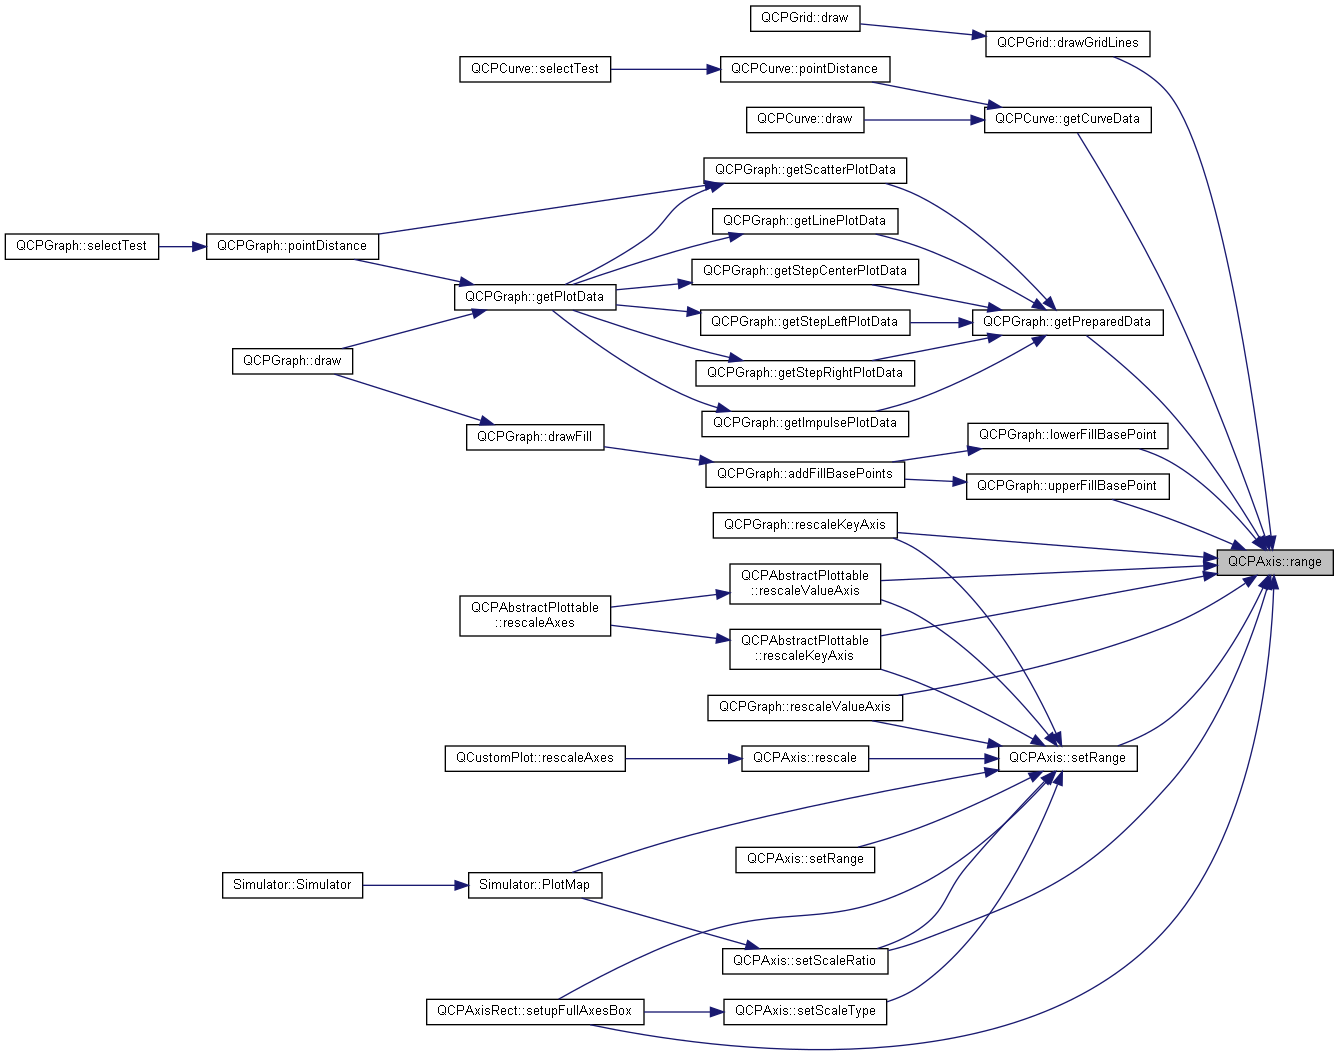 QCPGrid::draw
QCPGrid::drawGridLines
QCPCurve::selectTest
QCPCurve::pointDistance
QCPCurve::draw
QCPCurve::getCurveData
QCPGraph::getScatterPlotData
QCPGraph::getLinePlotData
QCPGraph::selectTest
QCPGraph::pointDistance
QCPGraph::getStepCenterPlotData
QCPGraph::getPlotData
QCPGraph::getStepLeftPlotData
QCPGraph::getPreparedData
QCPGraph::draw
QCPGraph::getStepRightPlotData
QCPGraph::getImpulsePlotData
QCPGraph::drawFill
QCPGraph::lowerFillBasePoint
QCPGraph::addFillBasePoints
QCPGraph::upperFillBasePoint
QCPGraph::rescaleKeyAxis
QCPAxis::range
QCPAbstractPlottable
::rescaleValueAxis
QCPAbstractPlottable
::rescaleAxes
QCPAbstractPlottable
::rescaleKeyAxis
QCPGraph::rescaleValueAxis
QCustomPlot::rescaleAxes
QCPAxis::rescale
QCPAxis::setRange
QCPAxis::setRange
Simulator::Simulator
Simulator::PlotMap
QCPAxis::setScaleRatio
QCPAxisRect::setupFullAxesBox
QCPAxis::setScaleType